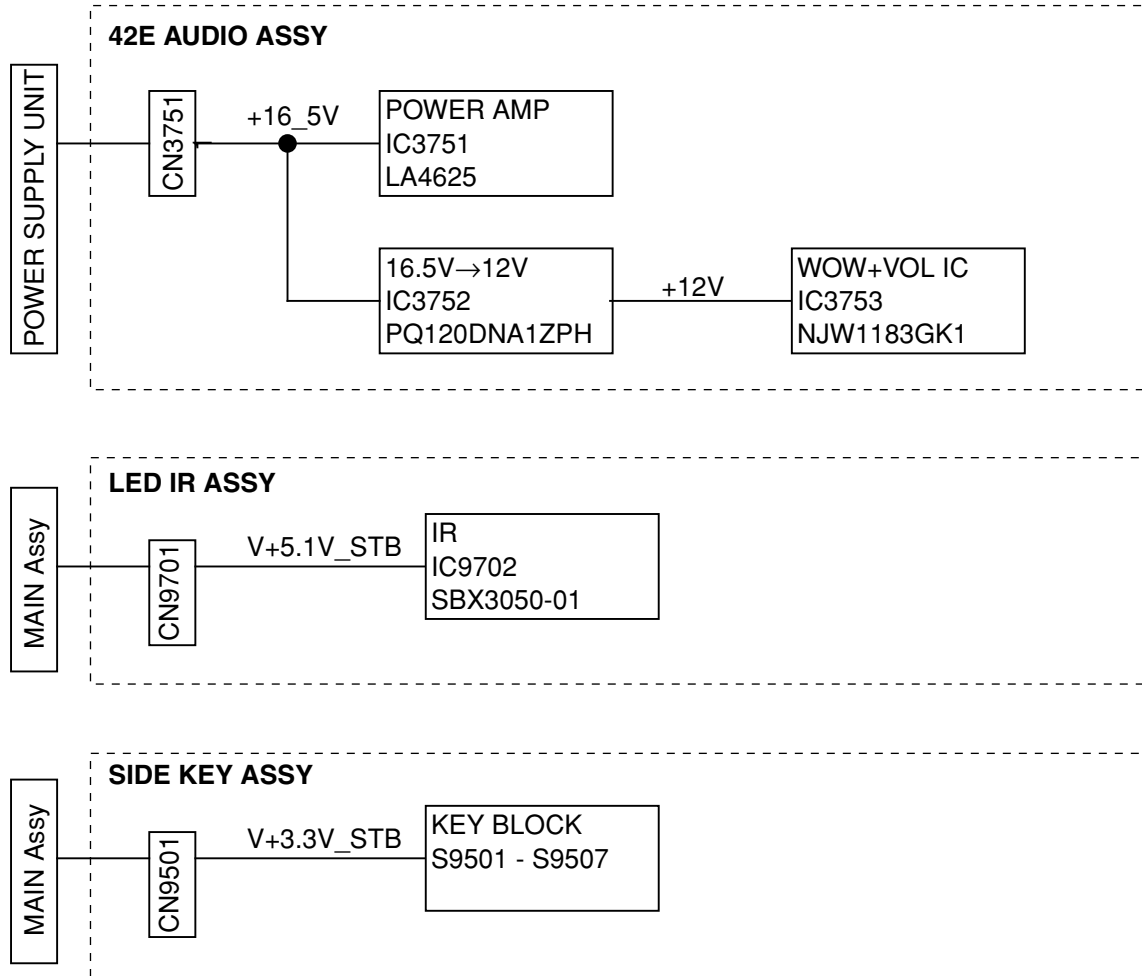 42E AUDIO ASSY
POWER SUPPLY UNIT
CN3751
+16_5V
POWER AMP
IC3751
LA4625
16.5V→12V
IC3752
PQ120DNA1ZPH
+12V
WOW+VOL IC
IC3753
NJW1183GK1
LED IR ASSY
MAIN Assy
CN9701
V+5.1V_STB
IR
IC9702
SBX3050-01
SIDE KEY ASSY
MAIN Assy
CN9501
V+3.3V_STB
KEY BLOCK
S9501 - S9507